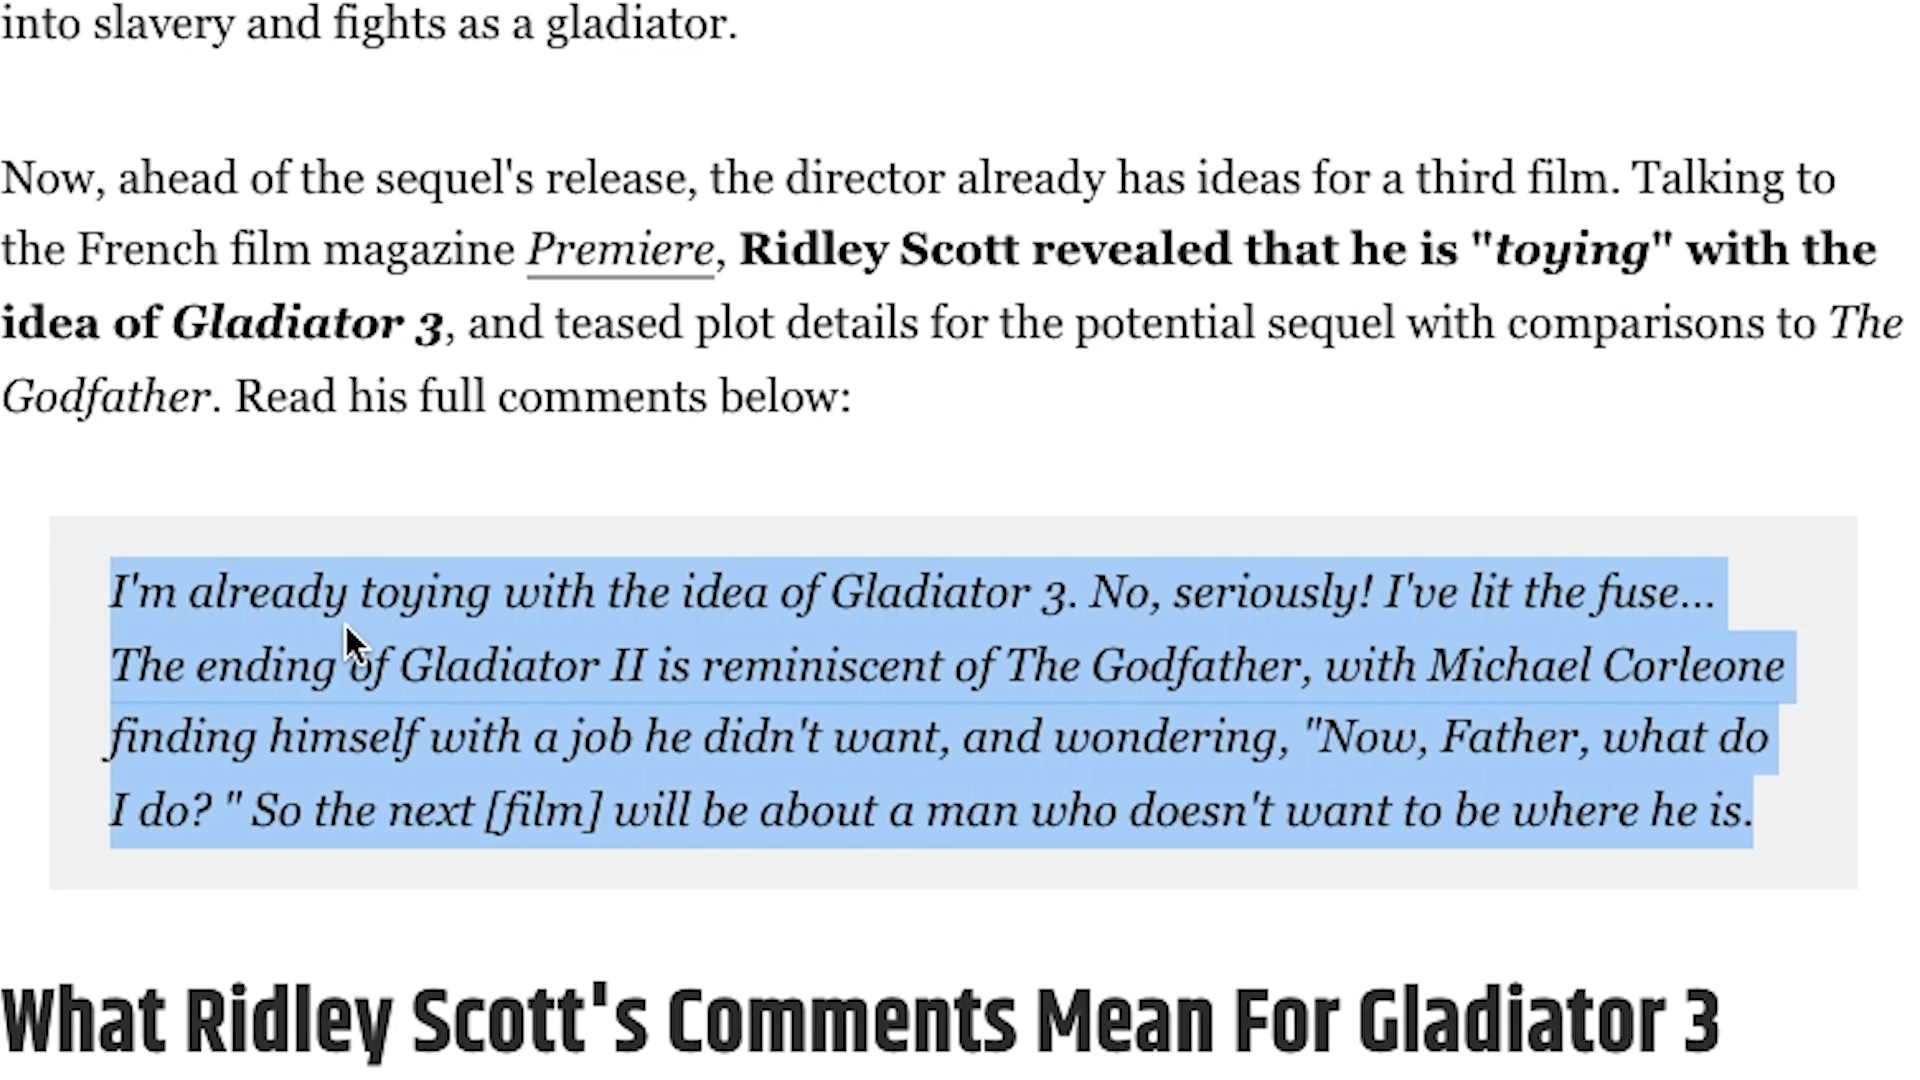 into slavery and fights as a gladiator.
Now, ahead of the sequel's release, the director already has ideas for a third film. Talking to
the French film magazine Premiere, Ridley Scott revealed that he is "toying" with the
idea of Gladiator 3, and teased plot details for the potential sequel with comparisons to The
Godfather. Read his full comments below:
I'm already toying with the idea of Gladiator 3. No, seriously! I've lit the fuse...
The ending of Gladiator II is reminiscent of The Godfather, with Michael Corleone
finding himself with a job he didn't want, and wondering, "Now, Father, what do
I do? " So the next [film] will be about a man who doesn't want to be where he is.
What Ridley Scott's Comments Mean For Gladiator 3